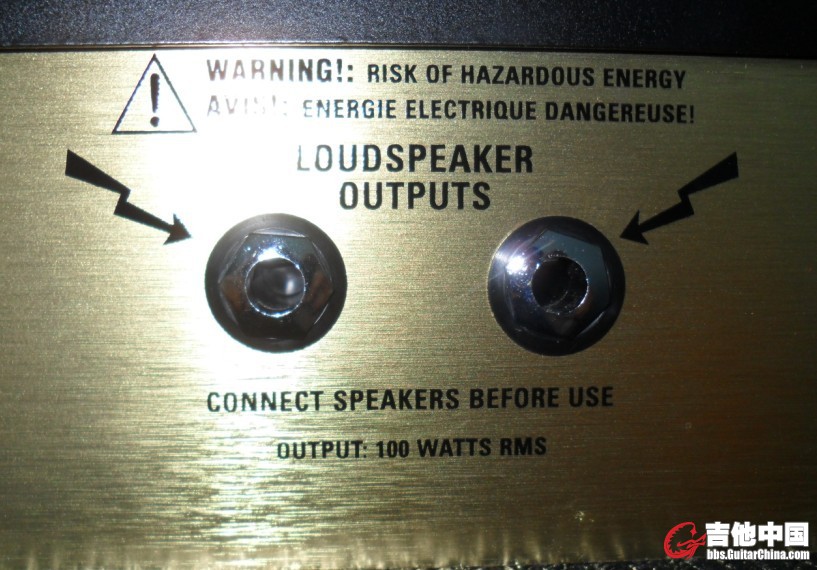 WARNING!: RISK OF HAZARDOUS ENERGY
AVIS!: ENERGIE ELECTRIQUE DANGEREUSE!
LOUDSPEAKER
OUTPUTS
CONNECT SPEAKERS BEFORE USE
OUTPUT: 100 WATTS RMS
吉他中国
bbs.GuitarChina.com